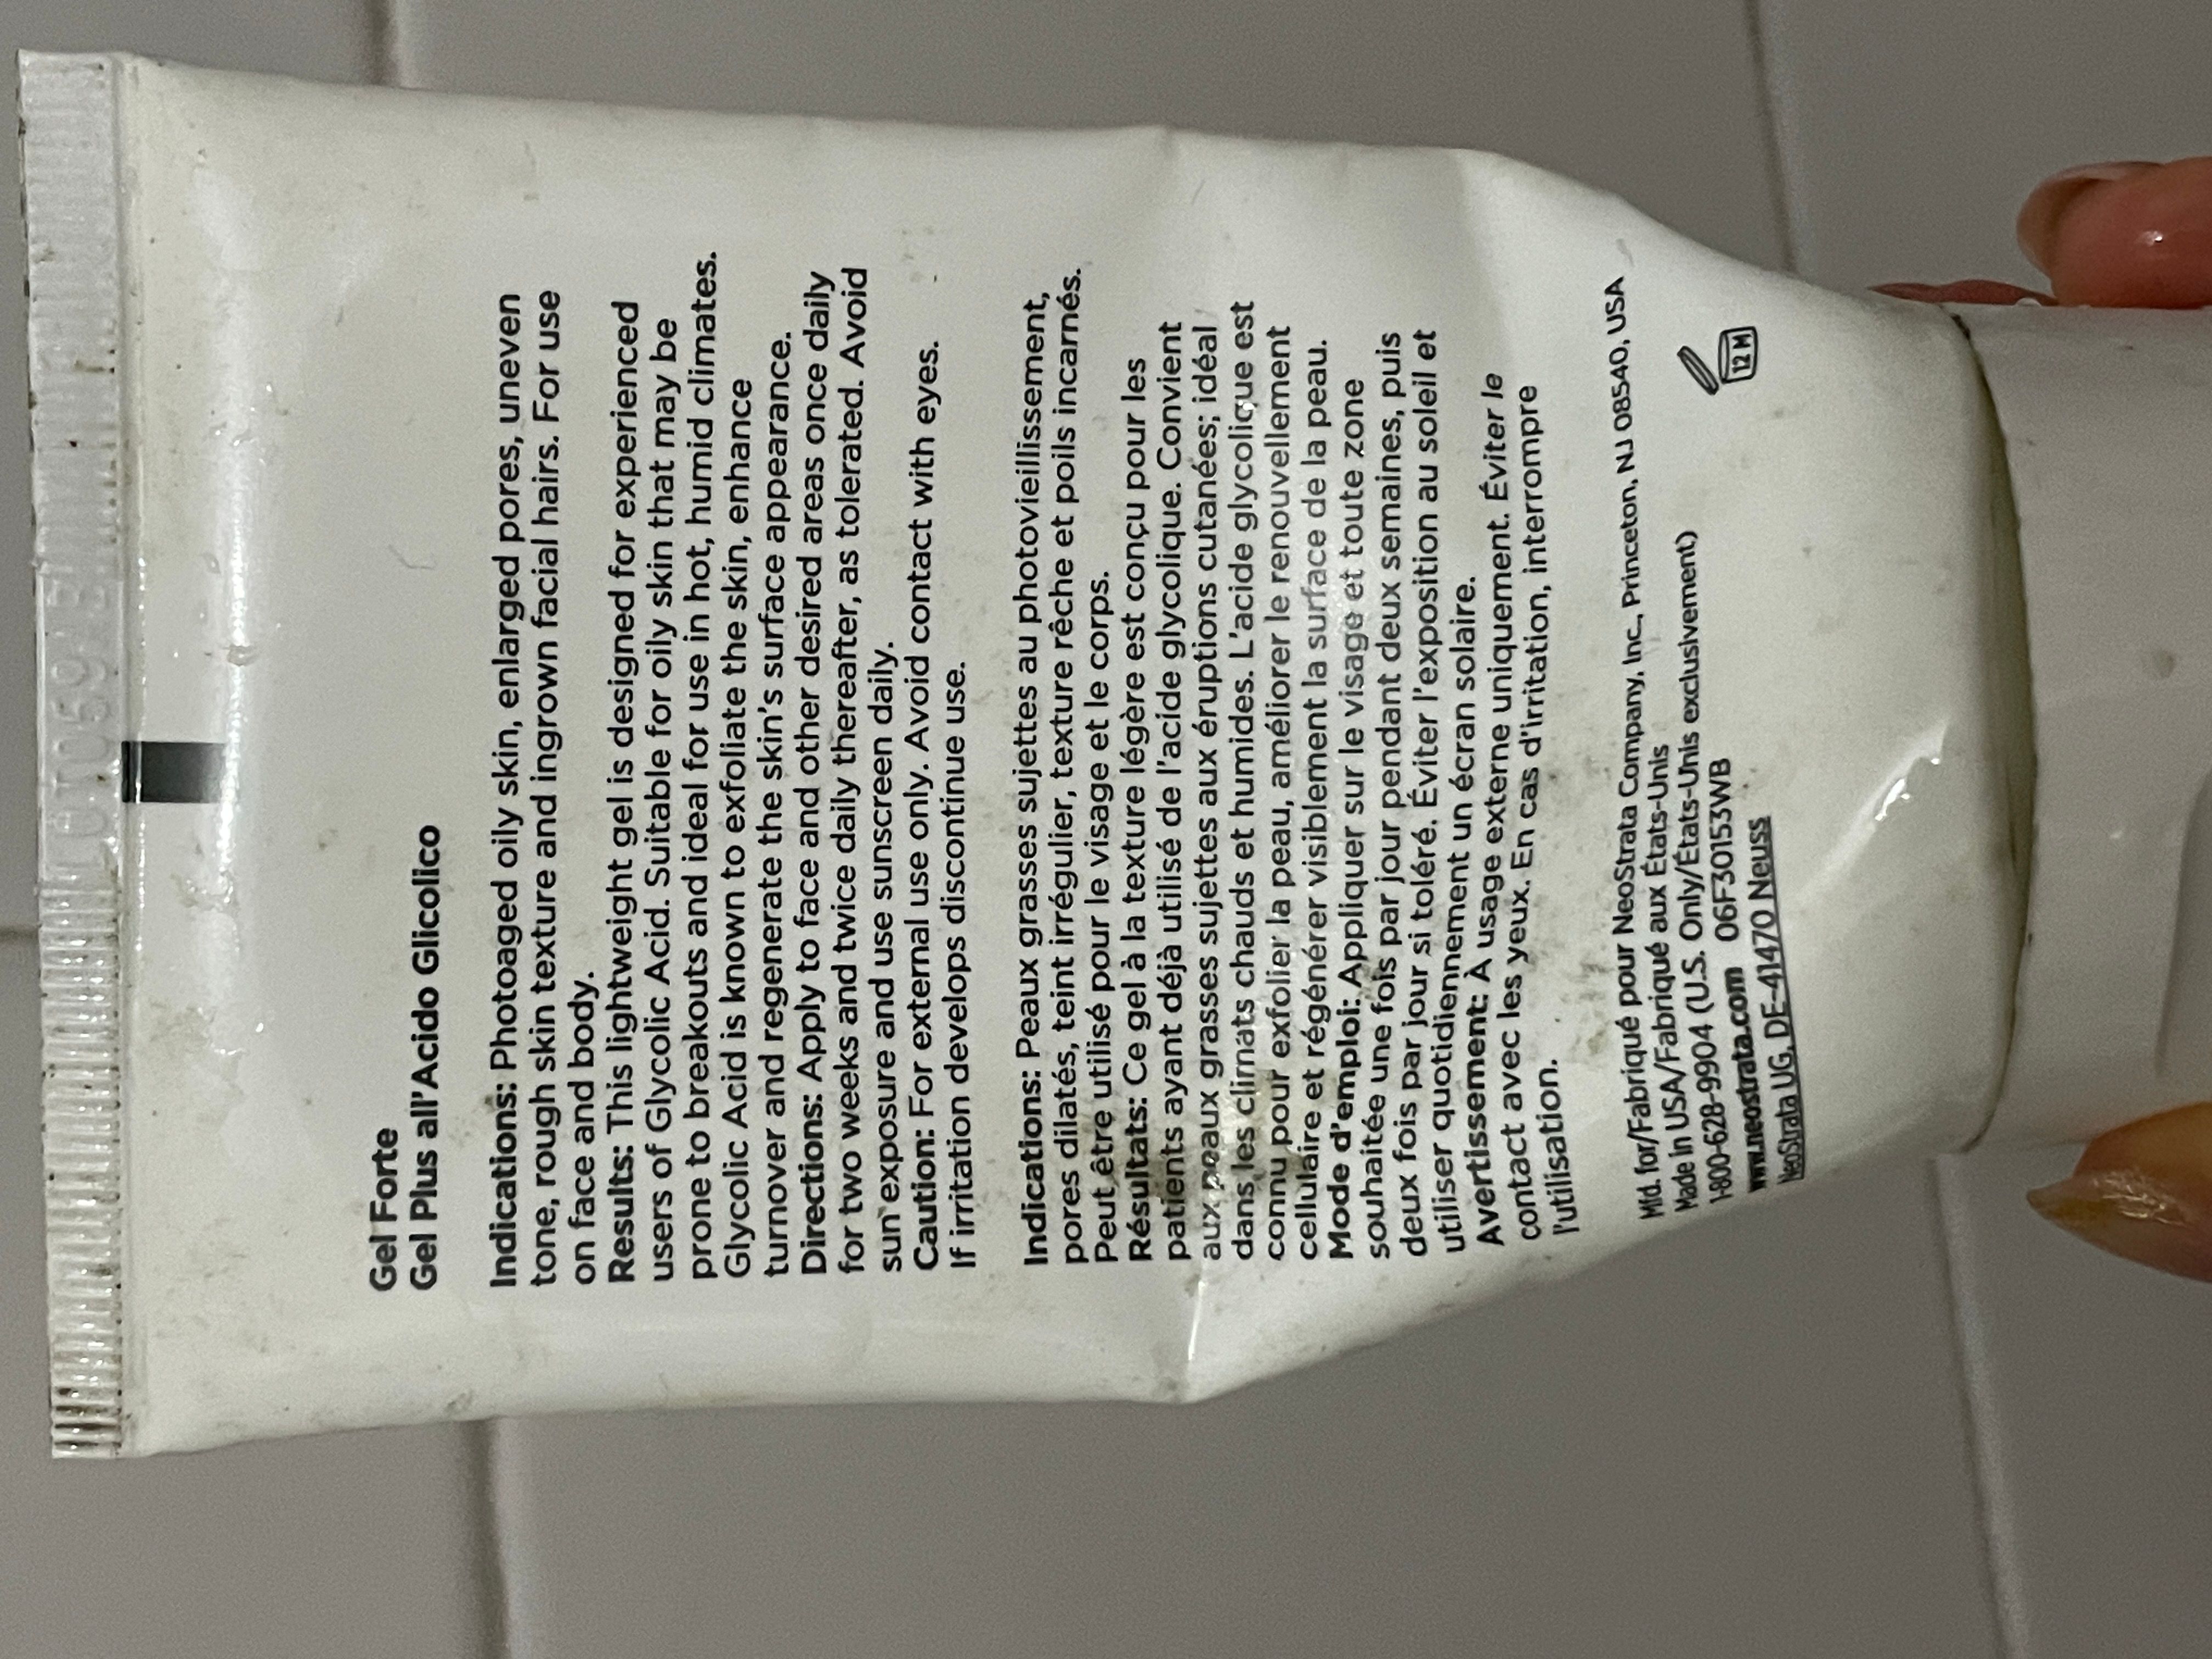 Gel Forte
Gel Plus all'Acido Glicolico
Indications: Photoaged oily skin, enlarged pores, uneven
tone, rough skin texture and ingrown facial hairs. For use
on face and body.
Results: This lightweight gel is designed for experienced
users of Glycolic Acid. Suitable for oily skin that may be
prone to breakouts and ideal for use in hot, humid climates.
Glycolic Acid is known to exfoliate the skin, enhance
turnover and regenerate the skin's surface appearance.
Directions: Apply to face and other desired areas once daily
for two weeks and twice daily thereafter, as tolerated. Avoid
sun exposure and use sunscreen daily.
Caution: For external use only. Avoid contact with eyes.
If irritation develops discontinue use.
Indications: Peaux grasses sujettes au photovieillissement,
pores dilatés, teint irrégulier, texture rêche et poils incarnés.
Peut être utilisé pour le visage et le corps.
Résultats: Ce gel à la texture légère est conçu pour les
patients ayant déjà utilisé de l'acide glycolique. Convient
aux peaux grasses sujettes aux éruptions cutanées; idéal
dans les climats chauds et humides. L'acide glycolique est
connu pour exfolier la peau, améliorer le renouvellement
cellulaire et régénérer visiblement la surface de la peau.
Mode d'emploi: Appliquer sur le visage et toute zone
souhaitée une fois par jour pendant deux semaines, puis
deux fois par jour si toléré. Éviter l'exposition au soleil et
utiliser quotidiennement un écran solaire.
Avertissement: À usage externe uniquement. Éviter le
contact avec les yeux. En cas d'irritation, interrompre
l'utilisation.
Mfd. for/Fabriqué pour NeoStrata Company, Inc., Princeton, NJ 08540, USA
Made in USA/Fabriqué aux États-Unis
1-800-628-9904 (U.S. Only/États-Unis exclusivement)
www.neostrata.com 06F30153WB
NeoStrata UG, DE-41470 Neuss
12 M